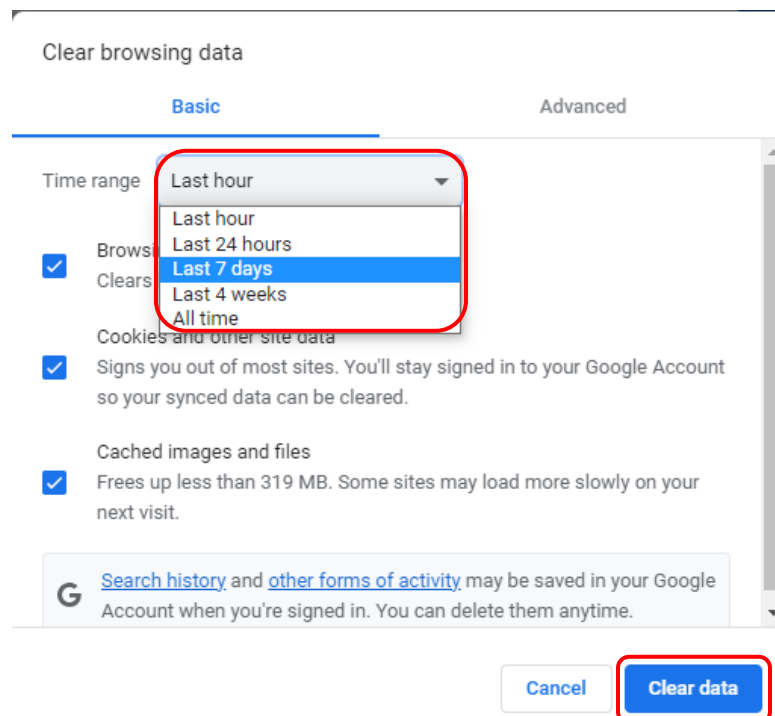 Clear browsing data
Basic
Advanced
Time range
Last hour
Last hour
Last 24 hours
Last 7 days
Last 4 weeks
All time
Clears
Cookies and other site data
Signs you out of most sites. You'll stay signed in to your Google Account
so your synced data can be cleared.
Cached images and files
Frees up less than 319 MB. Some sites may load more slowly on your
next visit.
G
Search history and other forms of activity may be saved in your Google
Account when you're signed in. You can delete them anytime.
Cancel
Clear data